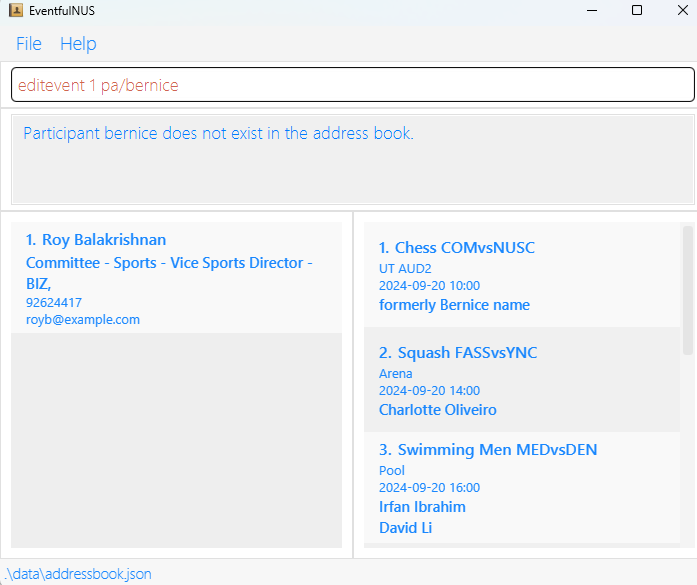 EventfulNUS
File Help
editevent 1 pa/bernice
Participant bernice does not exist in the address book.
1. Roy Balakrishnan
Committee - Sports - Vice Sports Director -
BIZ,
92624417
royb@example.com
1. Chess COMvsNUSC
UT AUD2
2024-09-20 10:00
formerly Bernice name
2. Squash FASSvsYNC
Arena
2024-09-20 14:00
Charlotte Oliveiro
3. Swimming Men MEDvsDEN
Pool
2024-09-20 16:00
Irfan Ibrahim
David Li
.\data\addressbook.json